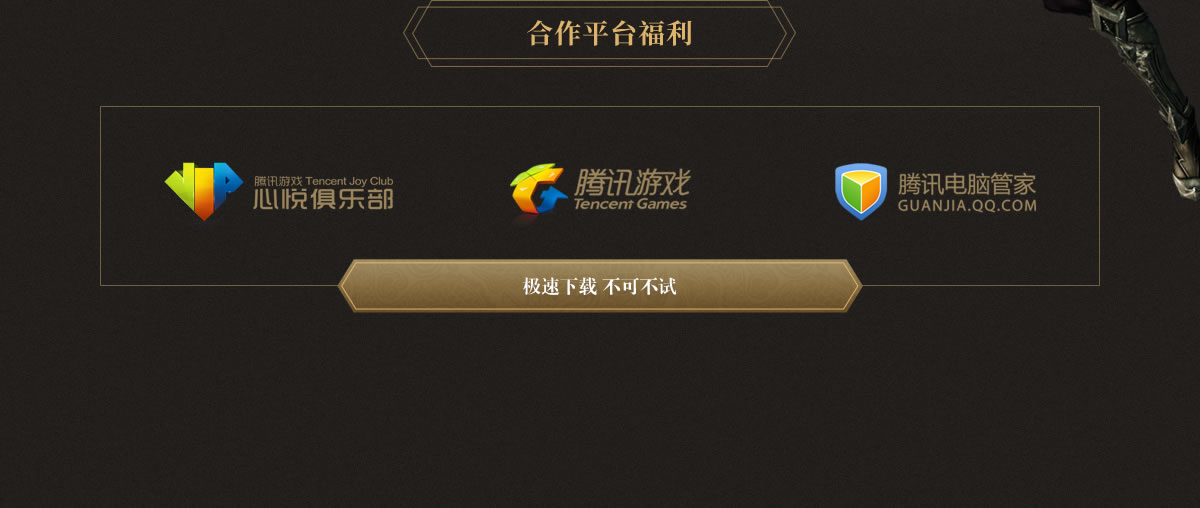 合作平台福利
腾讯游戏 Tencent Joy Club
心悦俱乐部
腾讯游戏
Tencent Games
腾讯电脑管家
GUANJIA.QQ.COM
极速下载 不可不试